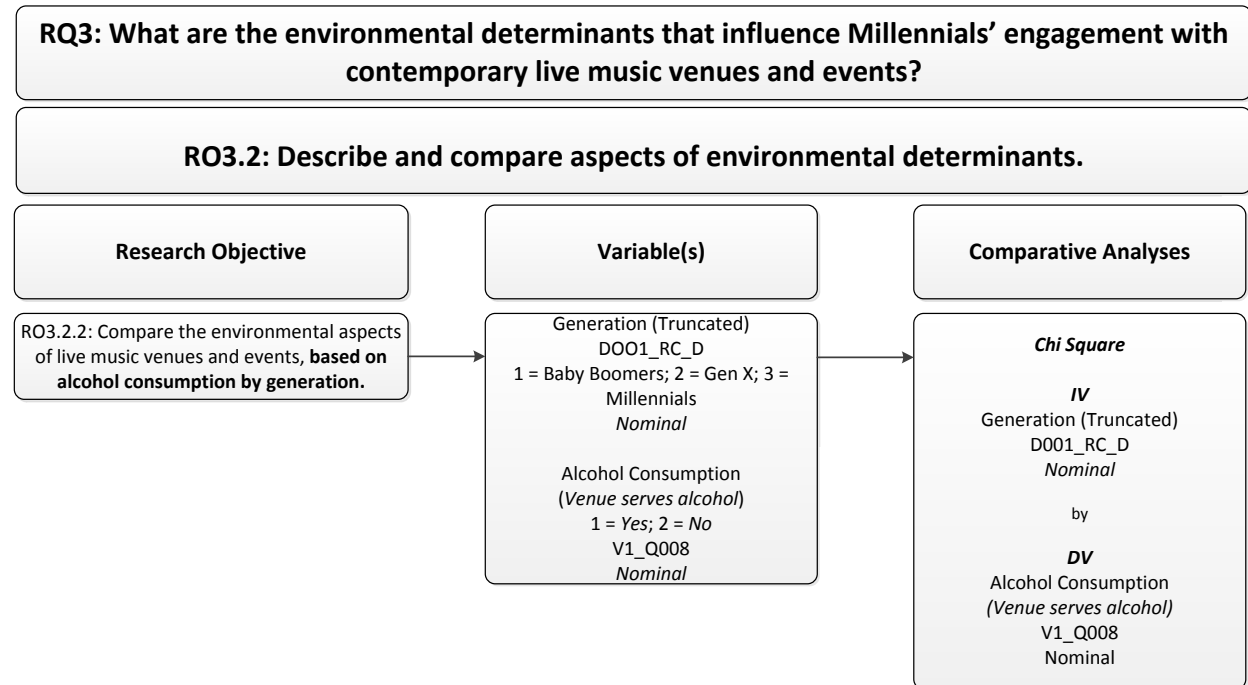 RQ3: What are the environmental determinants that influence Millennials’ engagement with
contemporary live music venues and events?
RO3.2: Describe and compare aspects of environmental determinants.
Research Objective
Variable(s)
Comparative Analyses
RO3.2.2: Compare the environmental aspects
of live music venues and events, based on
alcohol consumption by generation.
Generation (Truncated)
DOO1_RC_D
1 = Baby Boomers; 2 = Gen X; 3 =
Millennials
Nominal
Alcohol Consumption
(Venue serves alcohol)
1 = Yes; 2 = No
V1_Q008
Nominal
Chi Square
IV
Generation (Truncated)
D001_RC_D
Nominal
by
DV
Alcohol Consumption
(Venue serves alcohol)
V1_Q008
Nominal